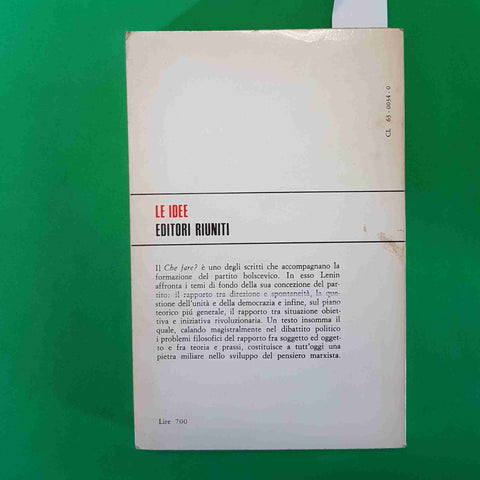 CL 63-0034-0
LE IDEE
EDITORI RIUNITI
Il Che fare? è uno degli scritti che accompagnano la
formazione del partito bolscevico. In esso Lenin
affronta i temi di fondo della sua concezione del par-
tito: il rapporto tra direzione e spontaneità, la que-
stione dell'unità e della democrazia e infine, sul piano
teorico più generale, il rapporto tra situazione obiet-
tiva e iniziativa rivoluzionaria. Un testo insomma il
quale, calando magistralmente nel dibattito politico
i problemi filosofici del rapporto fra soggetto ed ogget-
to e fra teoria e prassi, costituisce a tutt'oggi una
pietra miliare nello sviluppo del pensiero marxista.
Lire 700